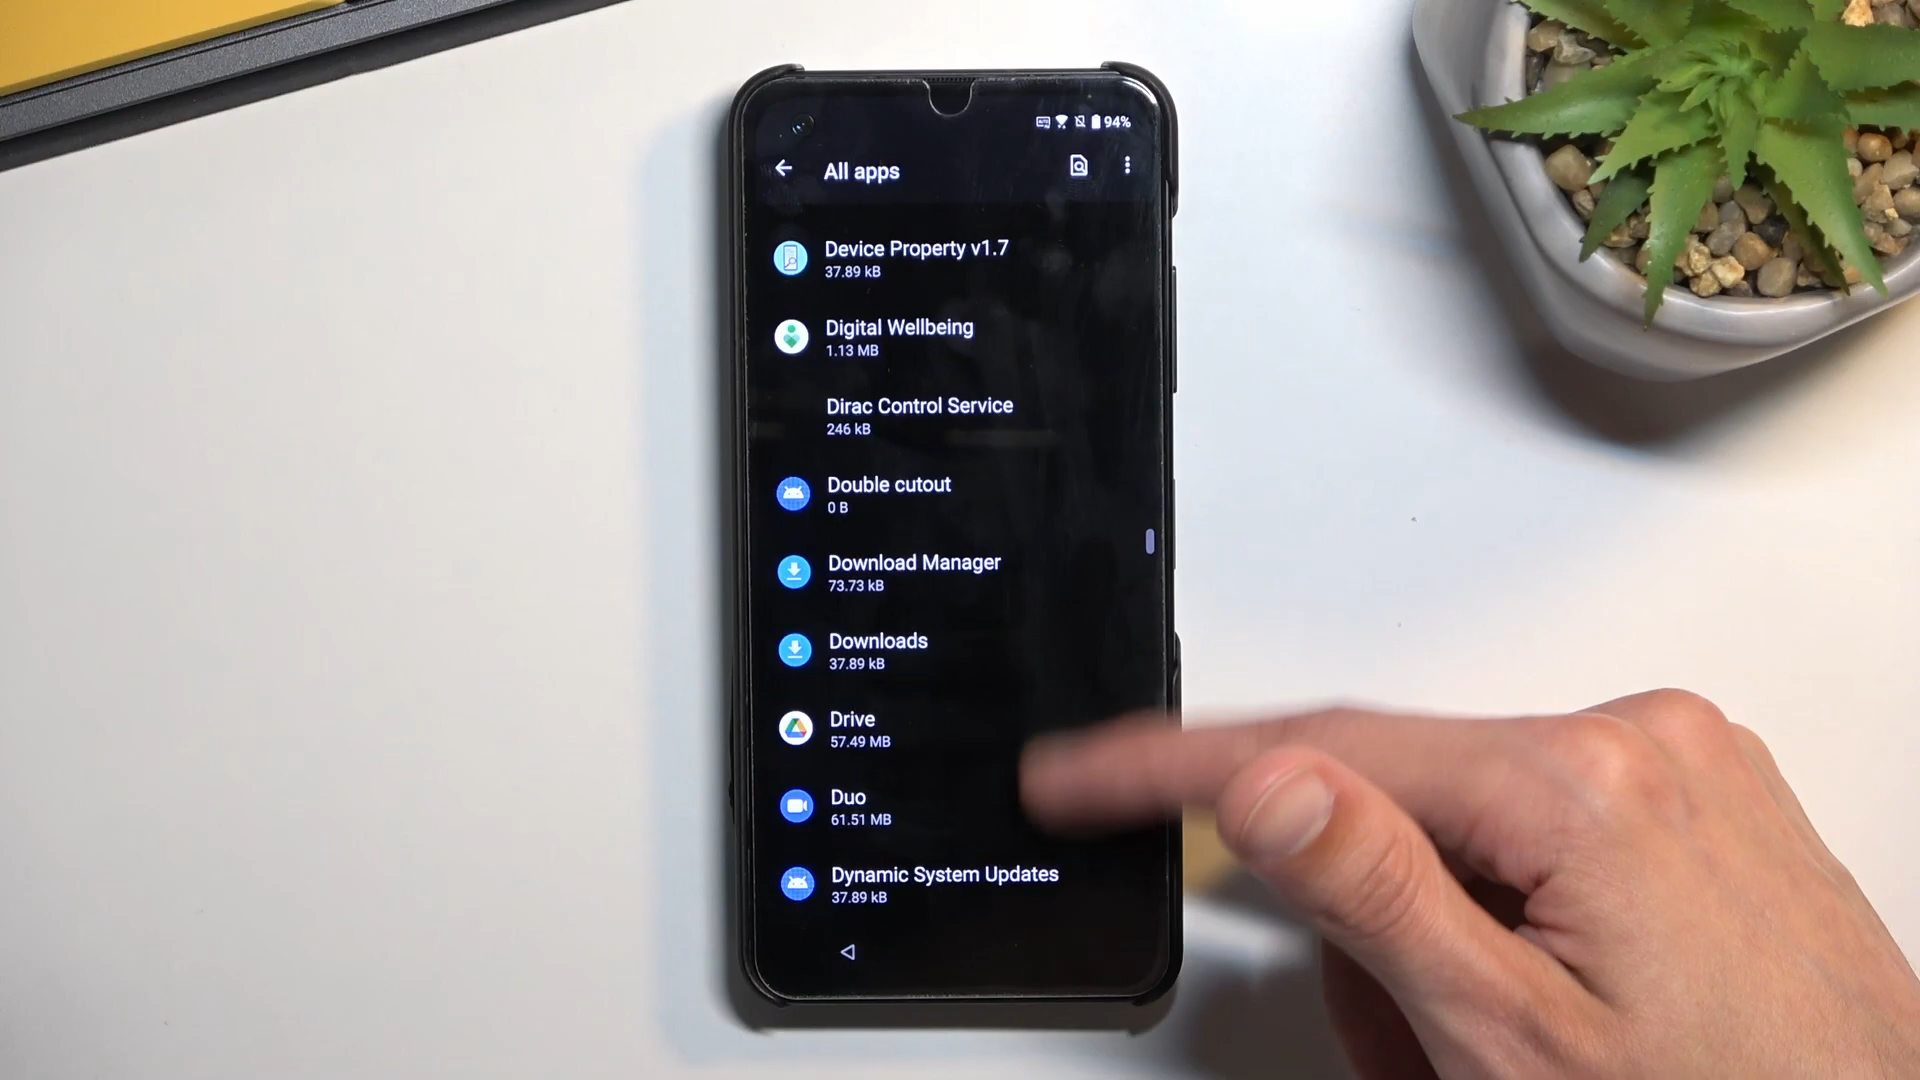 94%
All apps
Device Property v1.7
37.89 kB
Digital Wellbeing
1.13 MB
Dirac Control Service
246 kB
Double cutout
0 B
Download Manager
73.73 kB
Downloads
37.89 kB
Drive
57.49 MB
Duo
61.51 MB
Dynamic System Updates
37.89 kB